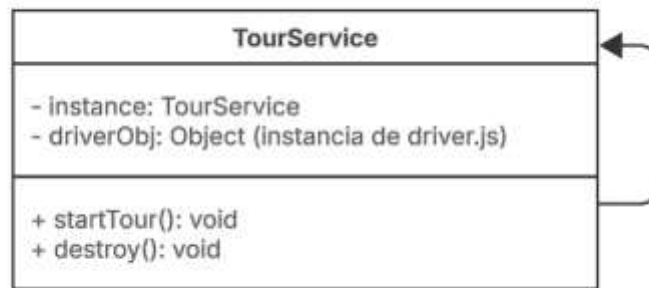 TourService
- instance: TourService
- driverObj: Object (instancia de driver.js)
+ startTour(): void
+ destroy(): void